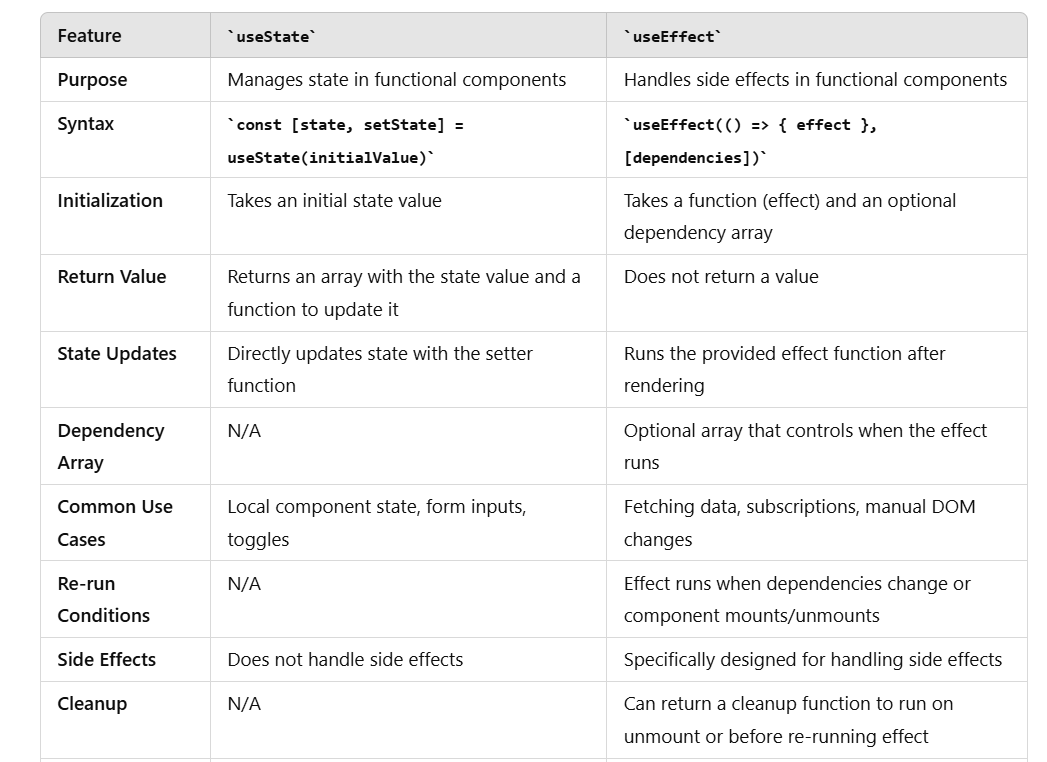 Feature `useState` `useEffect`
Purpose Manages state in functional components Handles side effects in functional components
Syntax `const [state, setState] = `useEffect(() => { effect },
useState(initialValue)` [dependencies])`
Initialization Takes an initial state value Takes a function (effect) and an optional
dependency array
Return Value Returns an array with the state value and a Does not return a value
function to update it
State Updates Directly updates state with the setter Runs the provided effect function after
function rendering
Dependency N/A Optional array that controls when the effect
Array runs
Common Use Local component state, form inputs, Fetching data, subscriptions, manual DOM
Cases toggles changes
Re-run N/A Effect runs when dependencies change or
Conditions component mounts/unmounts
Side Effects Does not handle side effects Specifically designed for handling side effects
Cleanup N/A Can return a cleanup function to run on
unmount or before re-running effect